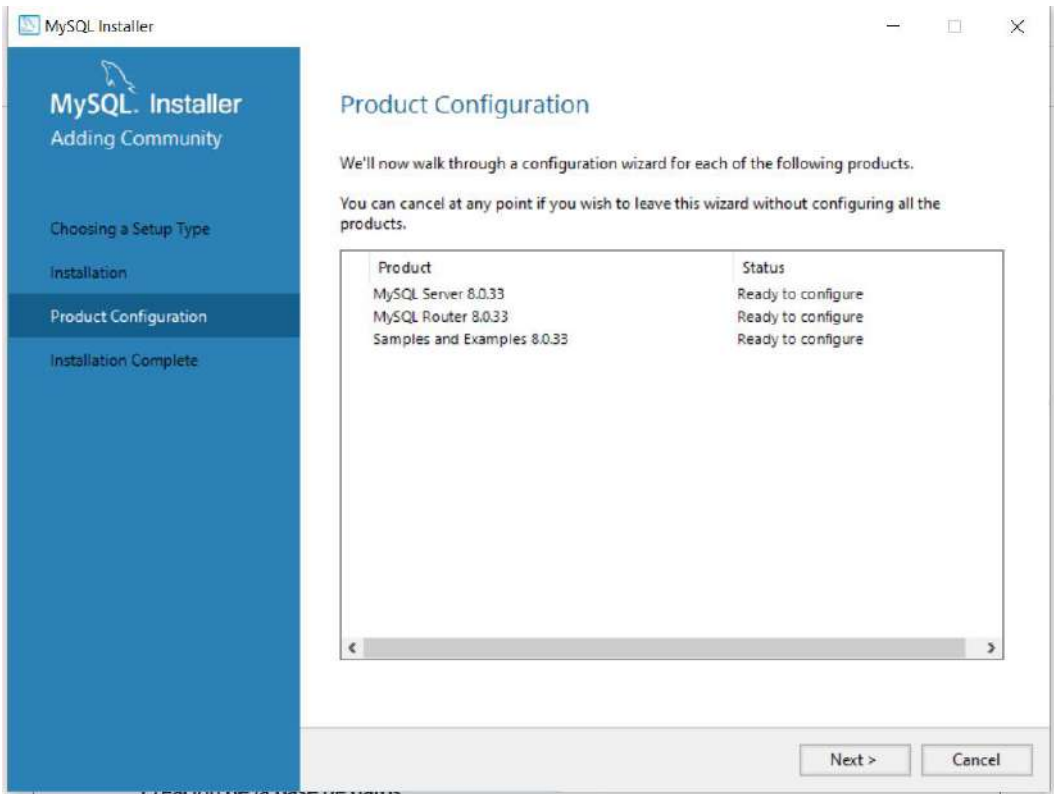 MySQL Installer
MySQL. Installer
Adding Community
Choosing a Setup Type
Installation
Product Configuration
Installation Complete
Product Configuration
We'll now walk through a configuration wizard for each of the following products.
You can cancel at any point if you wish to leave this wizard without configuring all the
products.
Product Status
MySQL Server 8.0.33 Ready to configure
MySQL Router 8.0.33 Ready to configure
Samples and Examples 8.0.33 Ready to configure
Next > Cancel